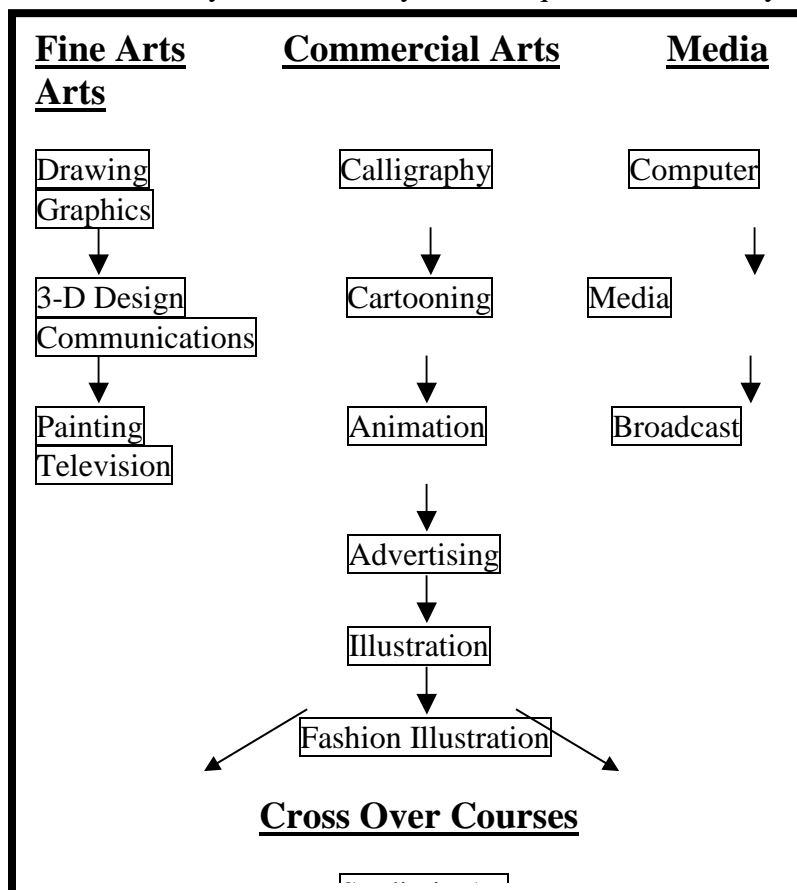 Fine Arts Commercial Arts Media
Arts
Drawing Calligraphy Computer
Graphics
3-D Design Cartooning Media
Communications
Painting Animation Broadcast
Television
Advertising
Illustration
Fashion Illustration
Cross Over Courses